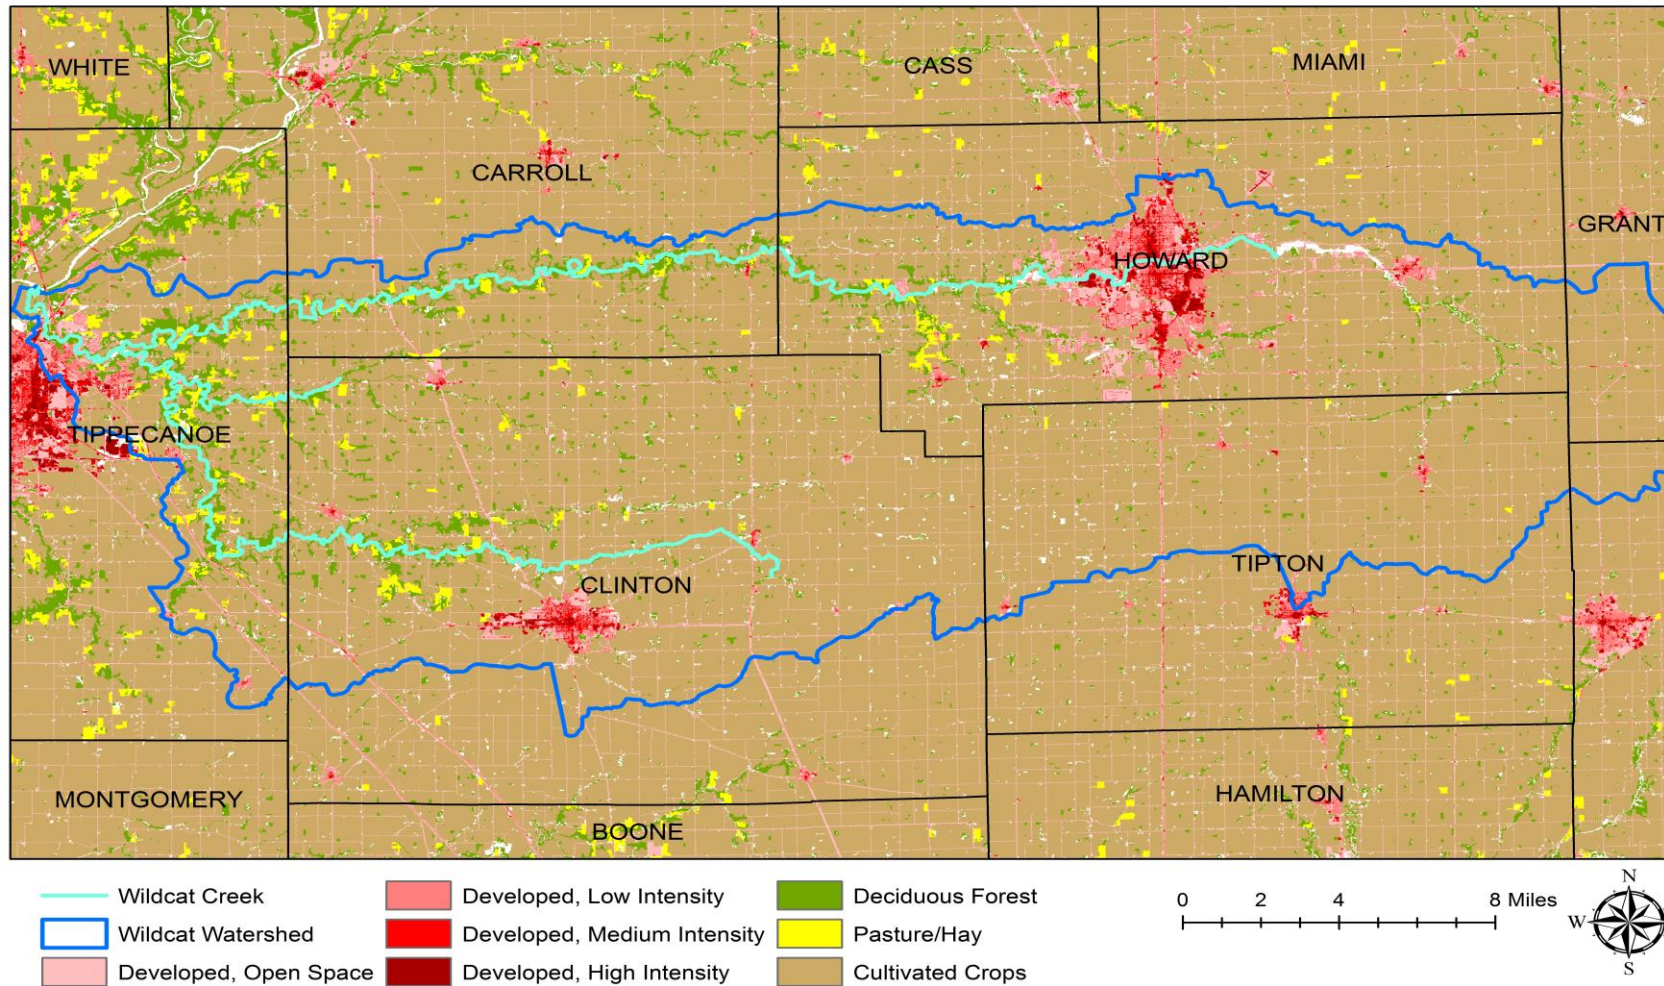 WHITE
CASS
MIAMI
CARROLL
GRANT
HOWARD
TIPPECANOE
TIPTON
CLINTON
MONTGOMERY
HAMILTON
BOONE
Wildcat Creek
Wildcat Watershed
Developed, Open Space
Developed, Low Intensity
Developed, Medium Intensity
Developed, High Intensity
Deciduous Forest
Pasture/Hay
Cultivated Crops
0 2 4 8 Miles
N
W
S